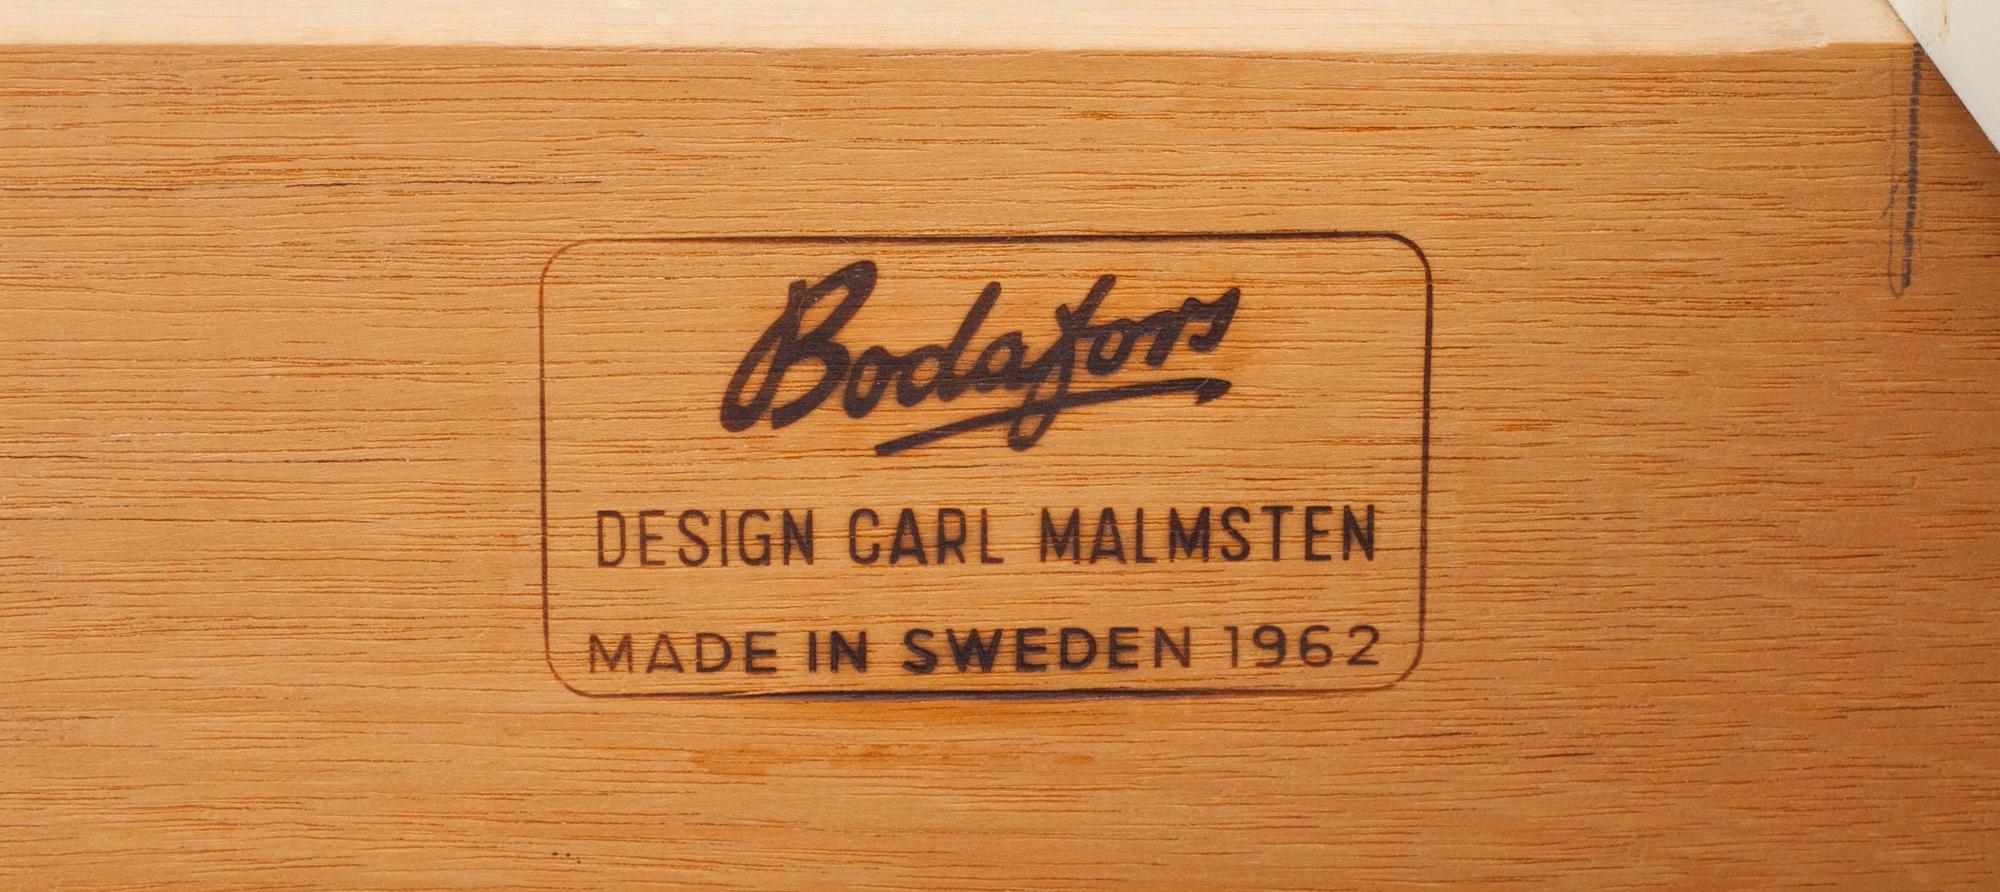 Bodafors
DESIGN CARL MALMSTEN
MADE IN SWEDEN 1962